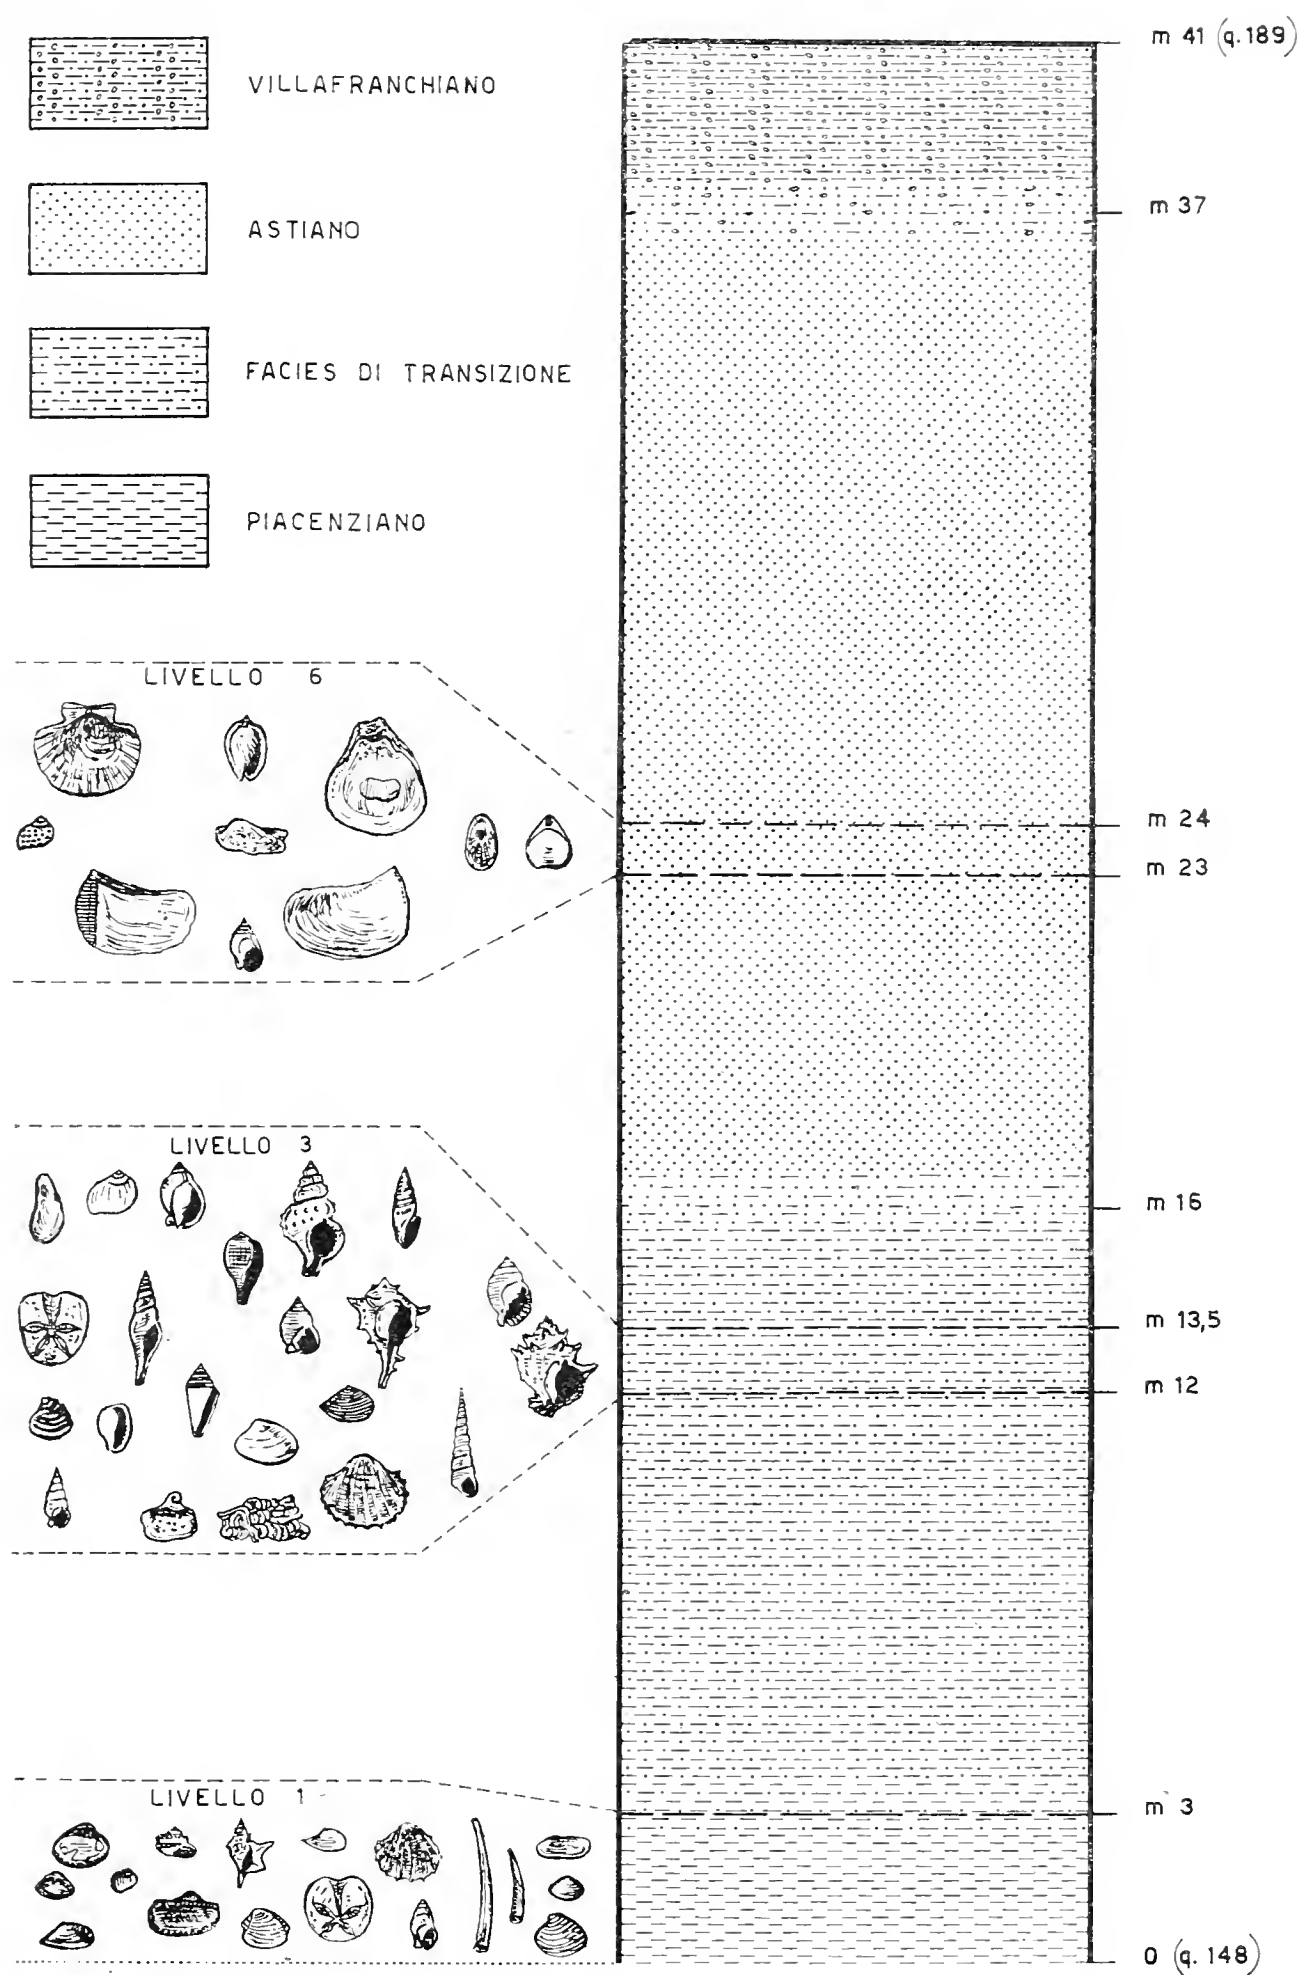 VILLAFRANCHIANO
ASTIANO
FACIES DI TRANSIZIONE
PIACENZIANO
LIVELLO 6
LIVELLO 3
LIVELLO 1
m 41 (q.189)
m 37
m 24
m 23
m 16
m 13,5
m 12
m 3
0 (q. 148)